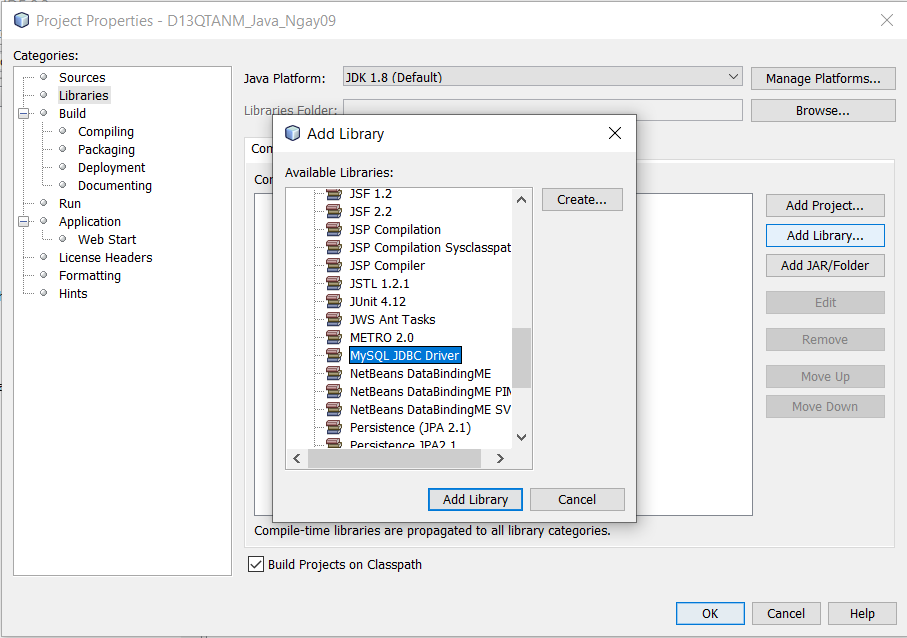 Project Properties - D13QTANM_Java_Ngay09
Categories:
Sources
Libraries
Build
Compiling
Packaging
Deployment
Documenting
Run
Application
Web Start
License Headers
Formatting
Hints
Java Platform:
JDK 1.8 (Default)
Manage Platforms...
Libraries Folder:
Browse...
Com
Com
Add Library
Available Libraries:
JSF 1.2
JSF 2.2
JSP Compilation
JSP Compilation Sysclasspat
JSP Compiler
JSTL 1.2.1
JUnit 4.12
JWS Ant Tasks
METRO 2.0
MySQL JDBC Driver
NetBeans DataBindingME
NetBeans DataBindingME PIM
NetBeans DataBindingME SV
Persistence (JPA 2.1)
Persistence JPA2.1
Create...
Add Library
Cancel
Add Project...
Add Library...
Add JAR/Folder
Edit
Remove
Move Up
Move Down
Compile-time libraries are propagated to all library categories.
Build Projects on Classpath
OK
Cancel
Help